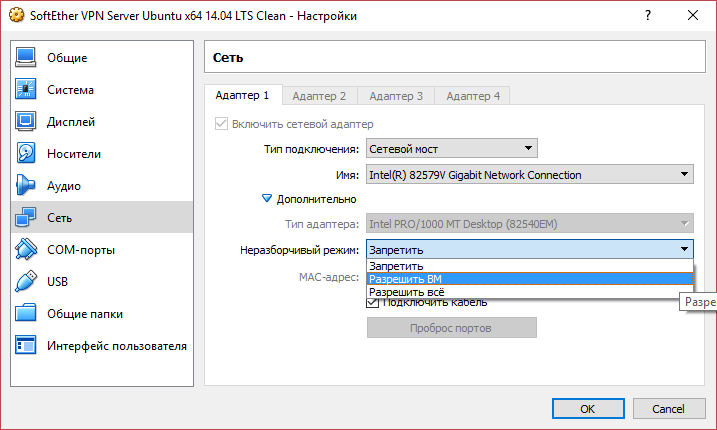 SoftEther VPN Server Ubuntu x64 14.04 LTS Clean - Настройки
Общие
Система
Дисплей
Носители
Аудио
Сеть
COM-порты
USB
Общие папки
Интерфейс пользователя
Сеть
Адаптер 1 Адаптер 2 Адаптер 3 Адаптер 4
Включить сетевой адаптер
Тип подключения: Сетевой мост
Имя: Intel(R) 82579V Gigabit Network Connection
Дополнительно
Тип адаптера: Intel PRO/1000 MT Desktop (82540EM)
Неразборчивый режим: Запретить
Запретить
MAC-адрес: Разрешить ВМ
Разрешить всё
Разре
Подключить кабель
Проброс портов
OK Cancel